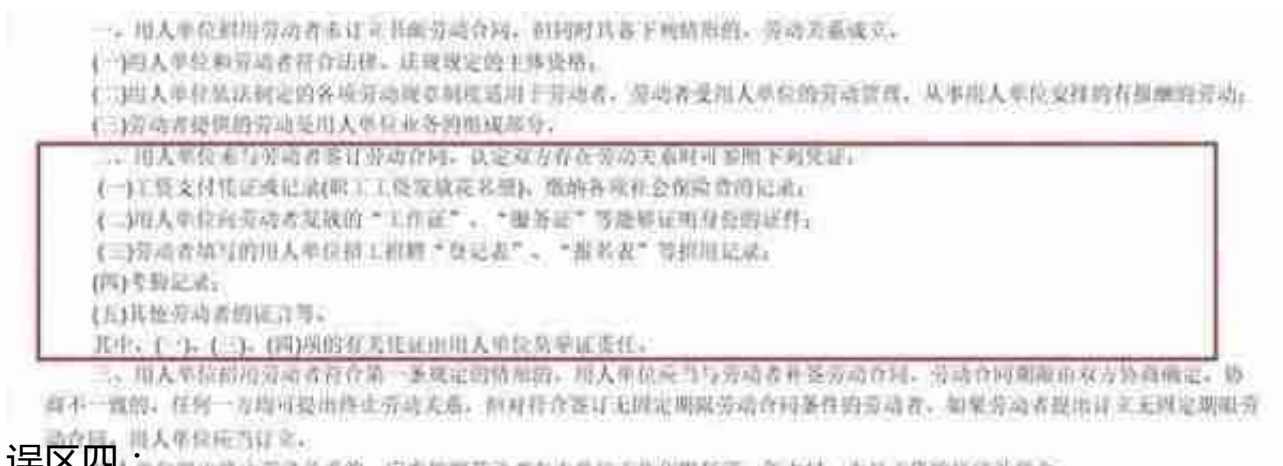 一、用人单位招用劳动者未订立书面劳动合同，但同时具备下列情形的，劳动关系成立。
(一)用人单位和劳动者符合法律、法规规定的主体资格；
(二)用人单位依法制定的各项劳动规章制度适用于劳动者，劳动者受用人单位的劳动管理，从事用人单位安排的有报酬的劳动；
(三)劳动者提供的劳动是用人单位业务的组成部分。
二、用人单位未与劳动者签订劳动合同，认定双方存在劳动关系时可参照下列凭证：
(一)工资支付凭证或记录(职工工资发放花名册)、缴纳各项社会保险费的记录；
(二)用人单位向劳动者发放的“工作证”、“服务证”等能够证明身份的证件；
(三)劳动者填写的用人单位招工招聘“登记表”、“报名表”等招用记录；
(四)考勤记录；
(五)其他劳动者的证言等。
其中，(一)、(三)、(四)项的有关凭证由用人单位负举证责任。
三、用人单位招用劳动者符合第一条规定的情形的，用人单位应当与劳动者补签劳动合同，劳动合同期限由双方协商确定。协
商不一致的，任何一方均可提出终止劳动关系，但对符合签订无固定期限劳动合同条件的劳动者，如果劳动者提出订立无固定期限劳
动合同，用人单位应当订立。
误区四：